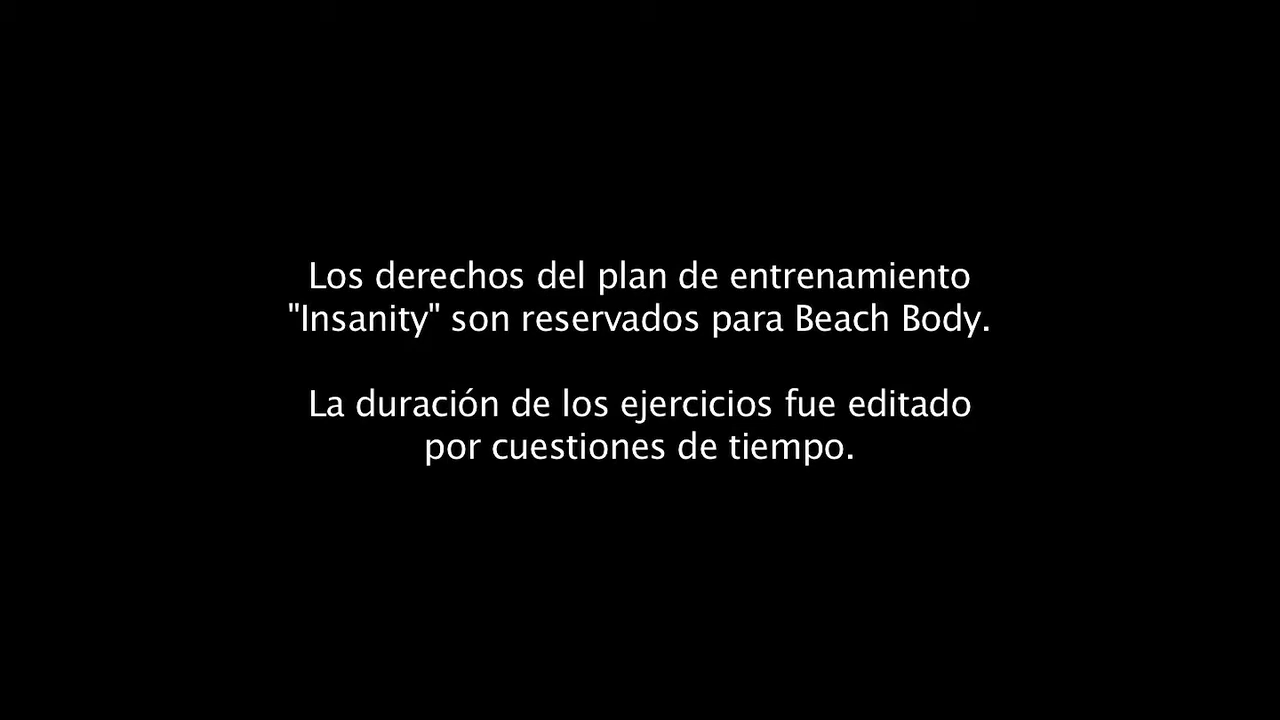 Los derechos del plan de entrenamiento
"Insanity" son reservados para Beach Body.
La duración de los ejercicios fue editado
por cuestiones de tiempo.